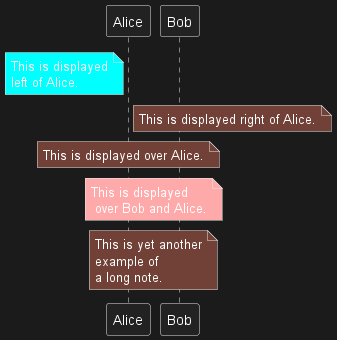 Alice Bob
This is displayed
left of Alice.
This is displayed right of Alice.
This is displayed over Alice.
This is displayed
over Bob and Alice.
This is yet another
example of
a long note.
Alice Bob